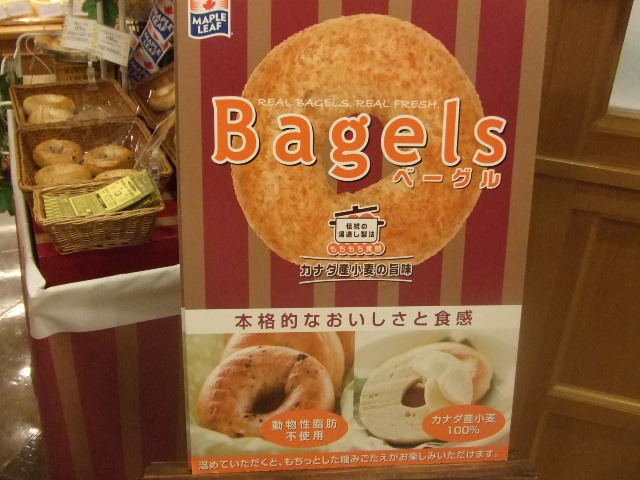 MAPLE
LEAF
REAL BAGELS. REAL FRESH.
Bagels
ベーグル
伝統の
湯通し製法
もちもち食感
カナダ産小麦の旨味
本格的なおいしさと食感
動物性脂肪
不使用
カナダ産小麦
100%
温めていただくと、もちっとした噛みごたえがお楽しみいただけます。